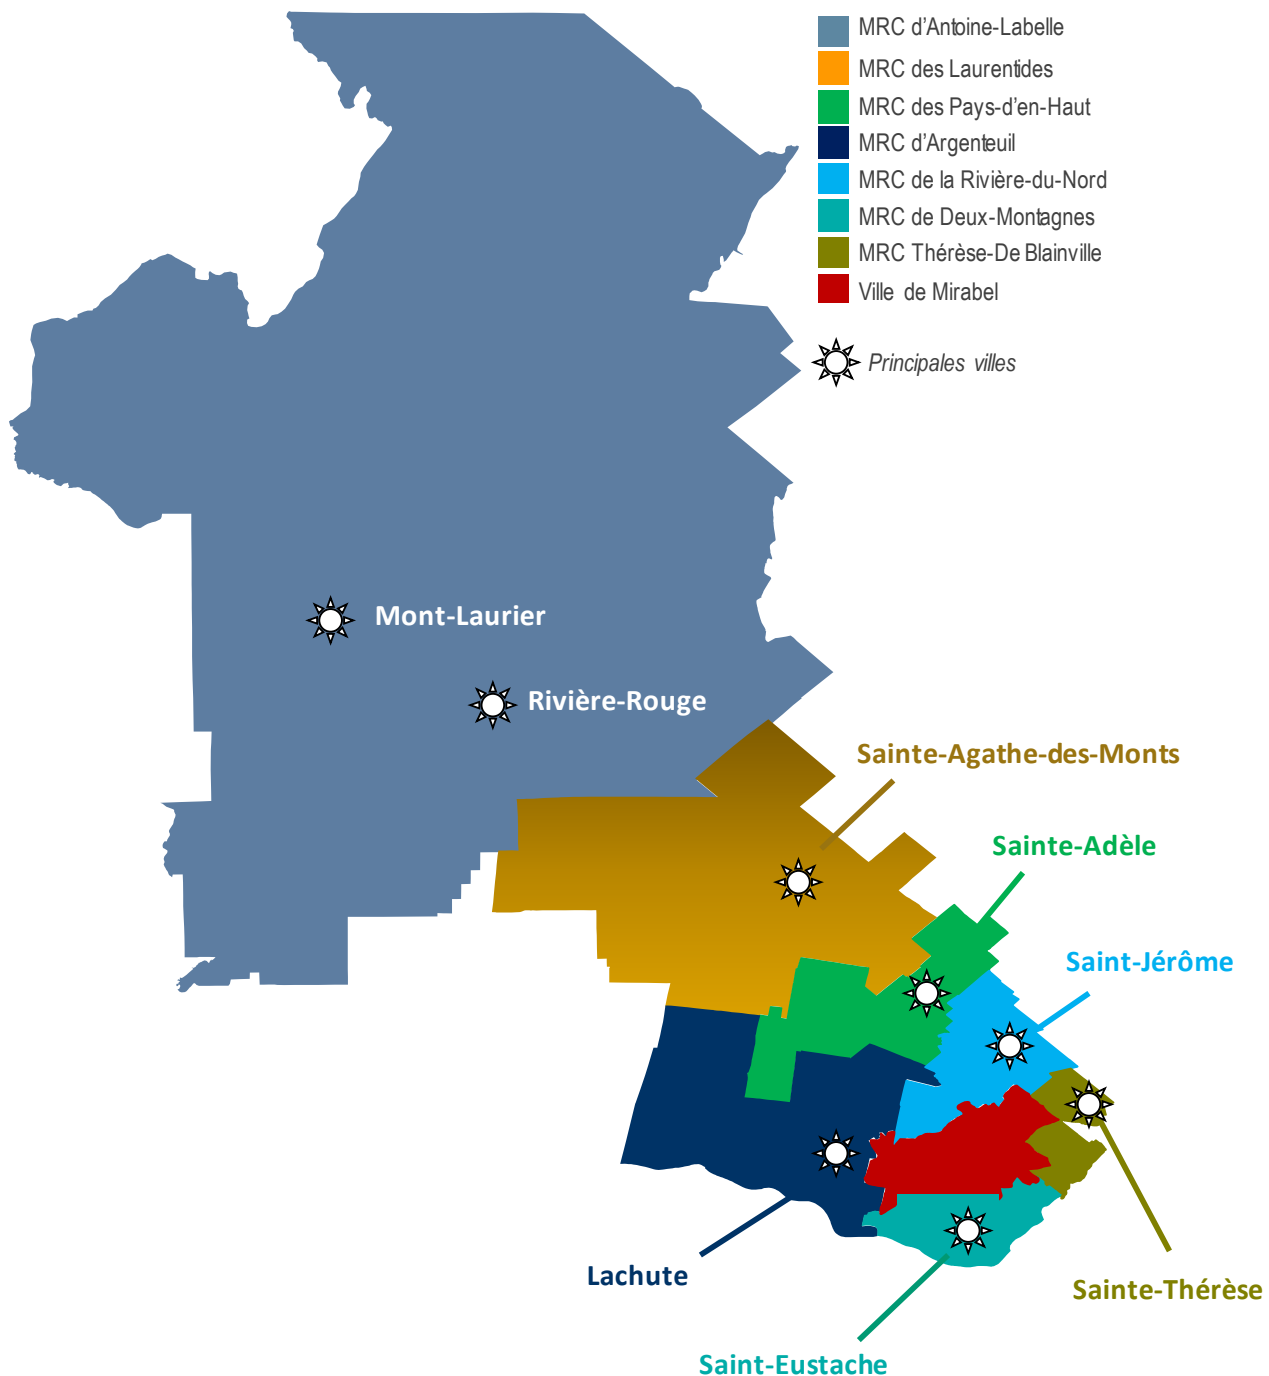 MRC d'Antoine-Labelle
MRC des Laurentides
MRC des Pays-d'en-Haut
MRC d'Argenteuil
MRC de la Rivière-du-Nord
MRC de Deux-Montagnes
MRC Thérèse-De Blainville
Ville de Mirabel
Principales villes
Mont-Laurier
Rivière-Rouge
Sainte-Agathe-des-Monts
Sainte-Adèle
Saint-Jérôme
Lachute
Sainte-Thérèse
Saint-Eustache